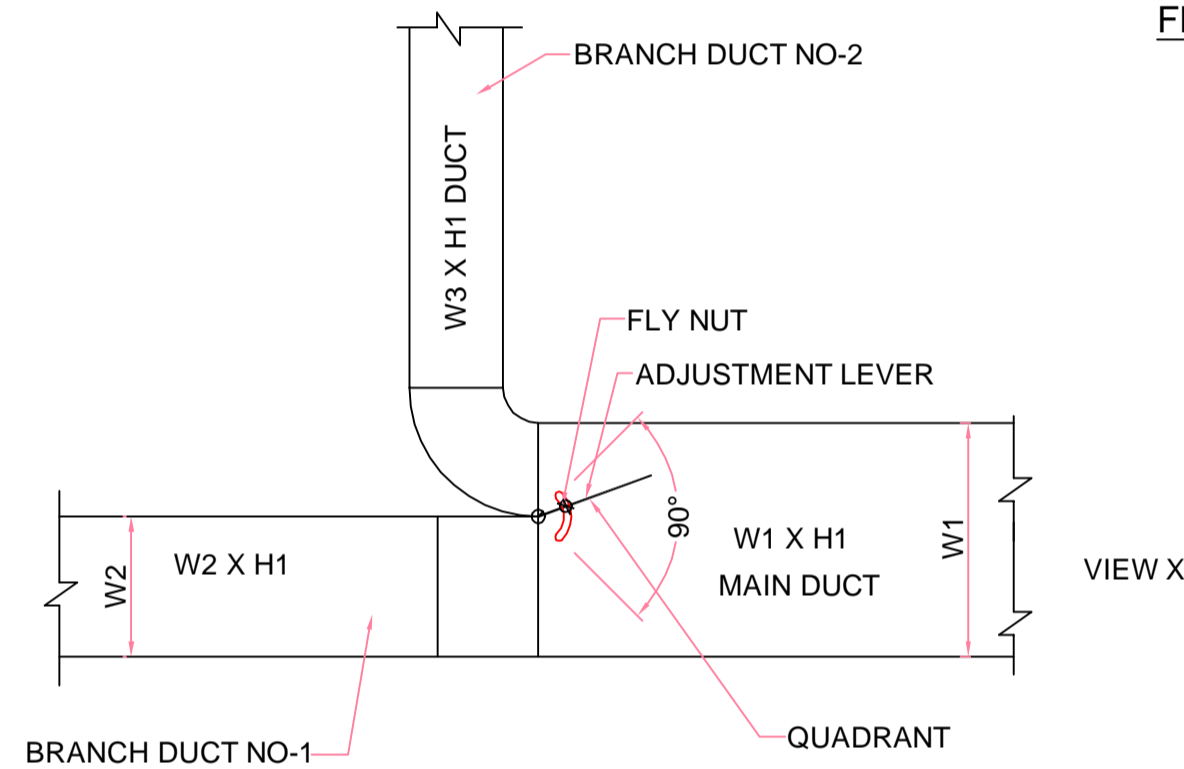 FL
BRANCH DUCT NO-2
W3 X H1 DUCT
FLY NUT
ADJUSTMENT LEVER
90°
W1 X H1
MAIN DUCT
W1
VIEW X
W2 X H1
W2
QUADRANT
BRANCH DUCT NO-1